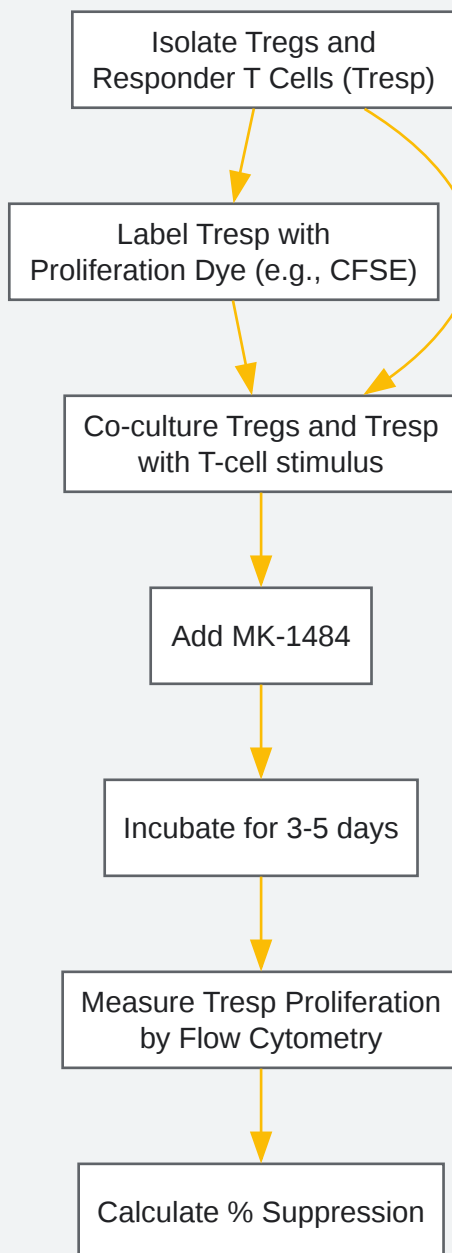 Isolate Tregs and
Responder T Cells (Tresp)
Label Tresp with
Proliferation Dye (e.g., CFSE)
Co-culture Tregs and Tresp
with T-cell stimulus
Add MK-1484
Incubate for 3-5 days
Measure Tresp Proliferation
by Flow Cytometry
Calculate % Suppression